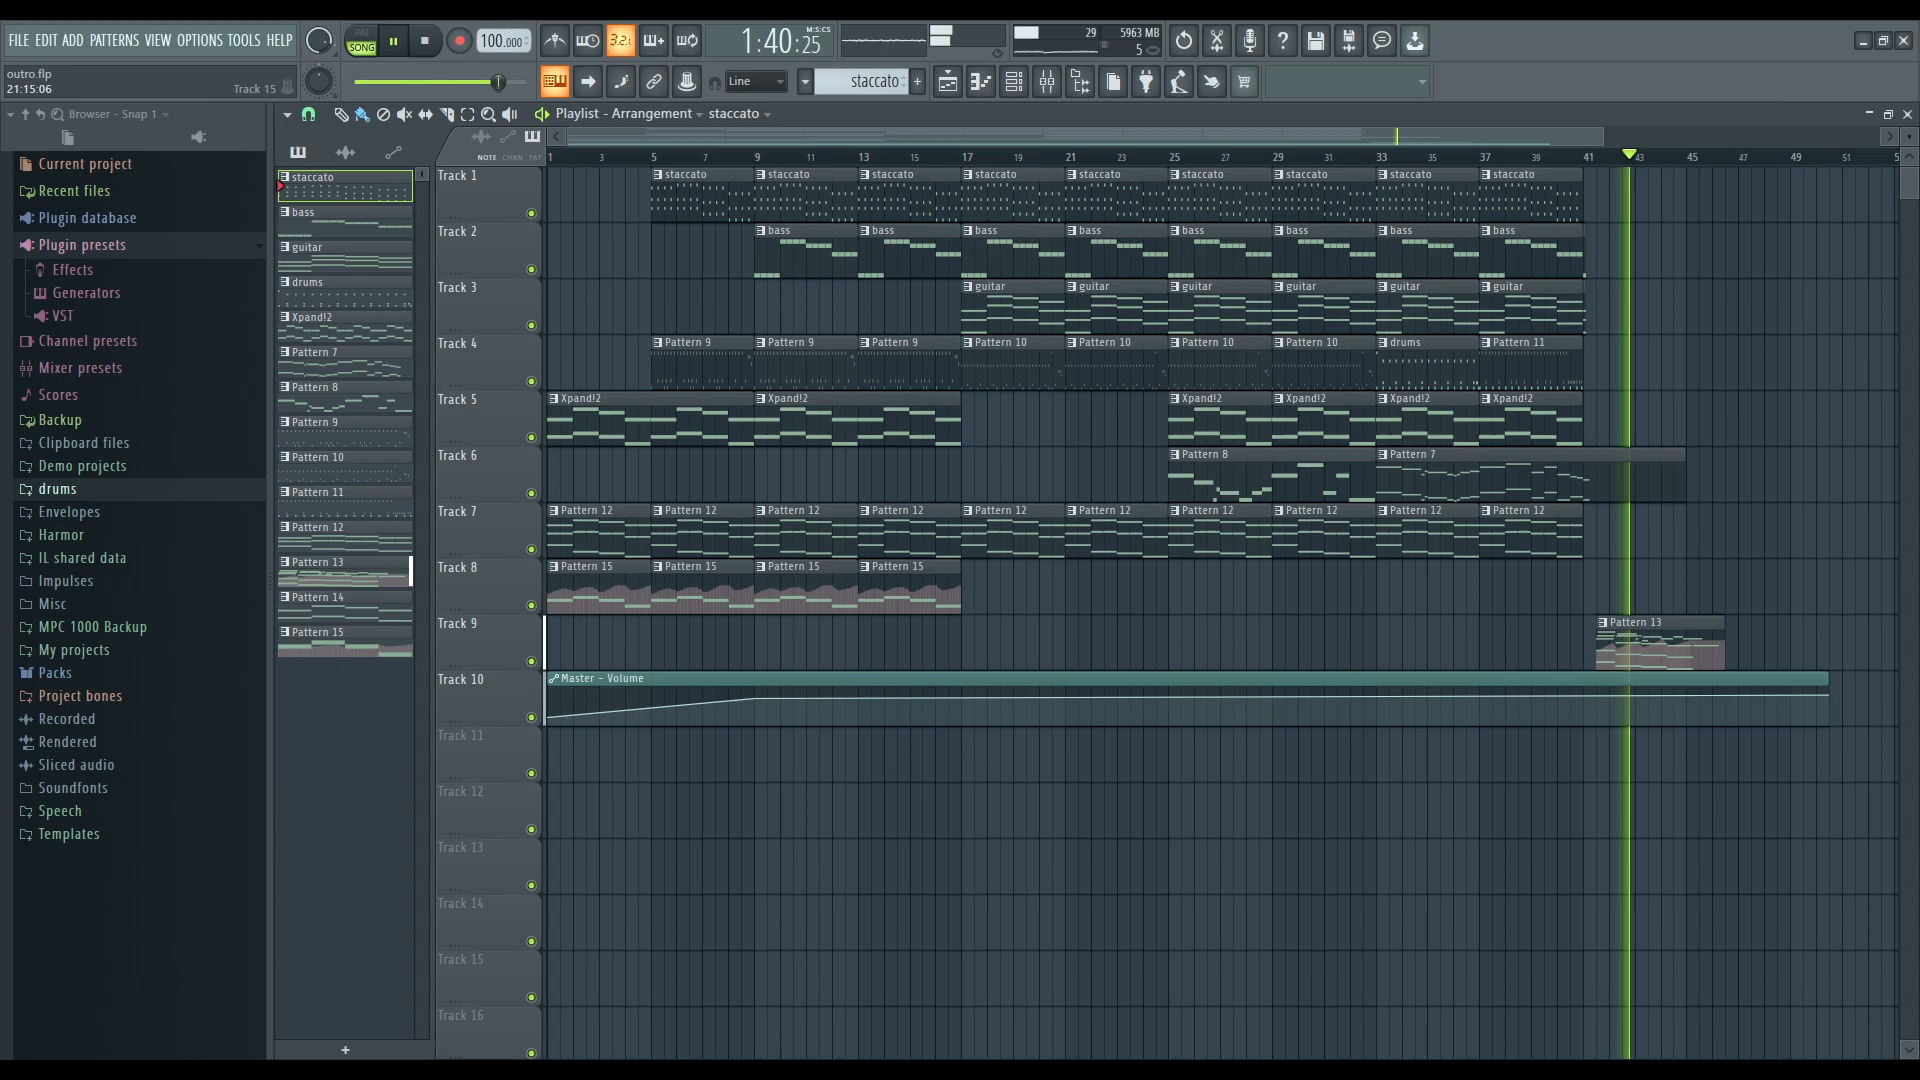 FILE EDIT ADD PATTERNS VIEW OPTIONS TOOLS HELP
PAT
SONG
100.000
3.2.
1:40:25
M:S:CS
29
5963 MB
5
outro.flp
21:15:06
Track 15
Line
staccato
+
Browser - Snap 1
Playlist - Arrangement
staccato
Current project
Recent files
Plugin database
Plugin presets
Effects
Generators
VST
Channel presets
Mixer presets
Scores
Backup
Clipboard files
Demo projects
drums
Envelopes
Harmor
IL shared data
Impulses
Misc
MPC 1000 Backup
My projects
Packs
Project bones
Recorded
Rendered
Sliced audio
Soundfonts
Speech
Templates
staccato
bass
guitar
drums
Xpand!2
Pattern 7
Pattern 8
Pattern 9
Pattern 10
Pattern 11
Pattern 12
Pattern 13
Pattern 14
Pattern 15
+
NOTE CHAN PAT
1 3 5 7 9 11 13 15 17 19 21 23 25 27 29 31 33 35 37 39 41 43 45 47 49 51
Track 1
staccato staccato staccato staccato staccato staccato staccato staccato staccato
Track 2
bass bass bass bass bass bass bass bass
Track 3
guitar guitar guitar guitar guitar guitar
Track 4
Pattern 9 Pattern 9 Pattern 9 Pattern 10 Pattern 10 Pattern 10 Pattern 10 drums Pattern 11
Track 5
Xpand!2 Xpand!2 Xpand!2 Xpand!2 Xpand!2 Xpand!2
Track 6
Pattern 8 Pattern 7
Track 7
Pattern 12 Pattern 12 Pattern 12 Pattern 12 Pattern 12 Pattern 12 Pattern 12 Pattern 12 Pattern 12 Pattern 12
Track 8
Pattern 15 Pattern 15 Pattern 15 Pattern 15
Track 9
Pattern 13
Track 10
Master - Volume
Track 11
Track 12
Track 13
Track 14
Track 15
Track 16